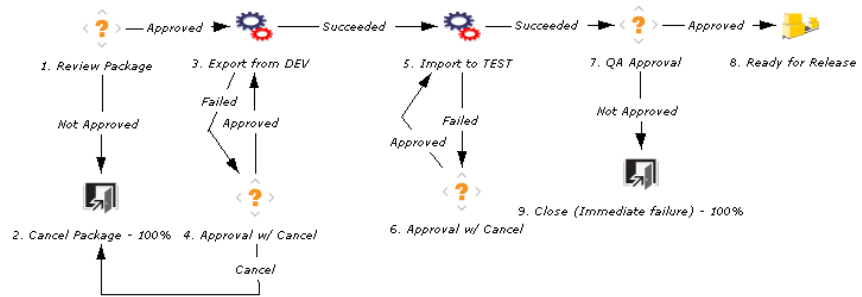 Approved
Succeeded
Succeeded
Approved
1. Review Package
3. Export from DEV
5. Import to TEST
7. QA Approval
8. Ready for Release
Failed
Approved
Not Approved
Failed
Approved
Not Approved
2. Cancel Package - 100%
4. Approval w/ Cancel
6. Approval w/ Cancel
9. Close (Immediate failure) - 100%
Cancel